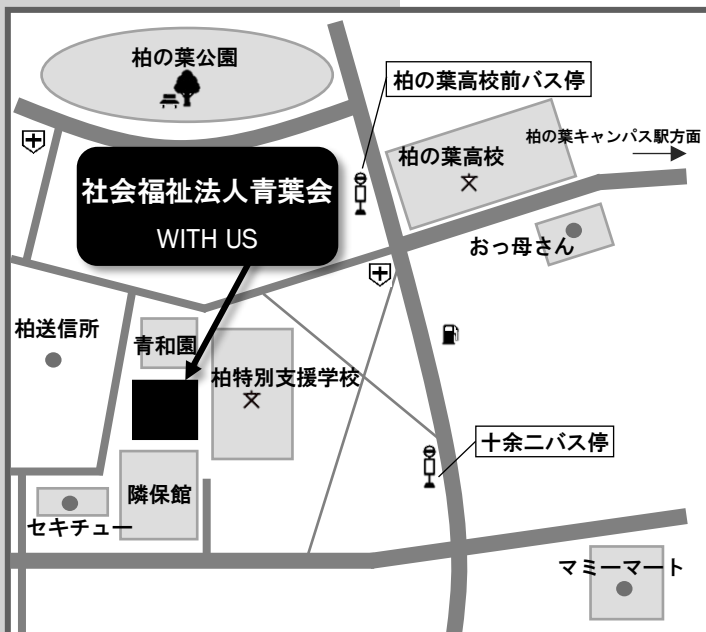 柏の葉公園
柏の葉高校前バス停
柏の葉キャンパス駅方面
柏の葉高校
文
社会福祉法人青葉会
WITH US
おっ母さん
柏送信所
青和園
柏特別支援学校
文
十余二バス停
隣保館
セキチュー
マミーマート